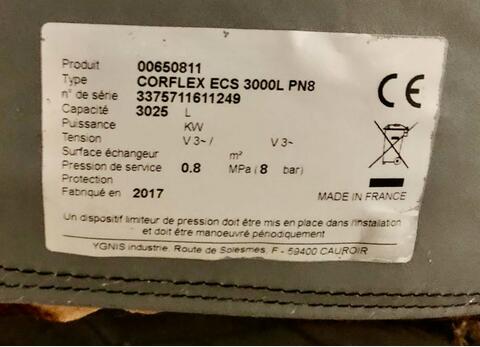 Produit 00650811
Type CORFLEX ECS 3000L PN8
n° de série 3375711611249
Capacité 3025 L
Puissance KW
Tension V 3~/ V 3~
Surface échangeur m²
Pression de service 0.8 MPa (8 bar)
Protection
Fabriqué en 2017
CE
MADE IN FRANCE
Un dispositif limiteur de pression doit être mis en place dans l'installation
et doit être manoeuvré périodiquement
YGNIS industrie, Route de Solesmes, F - 59400 CAUROIR